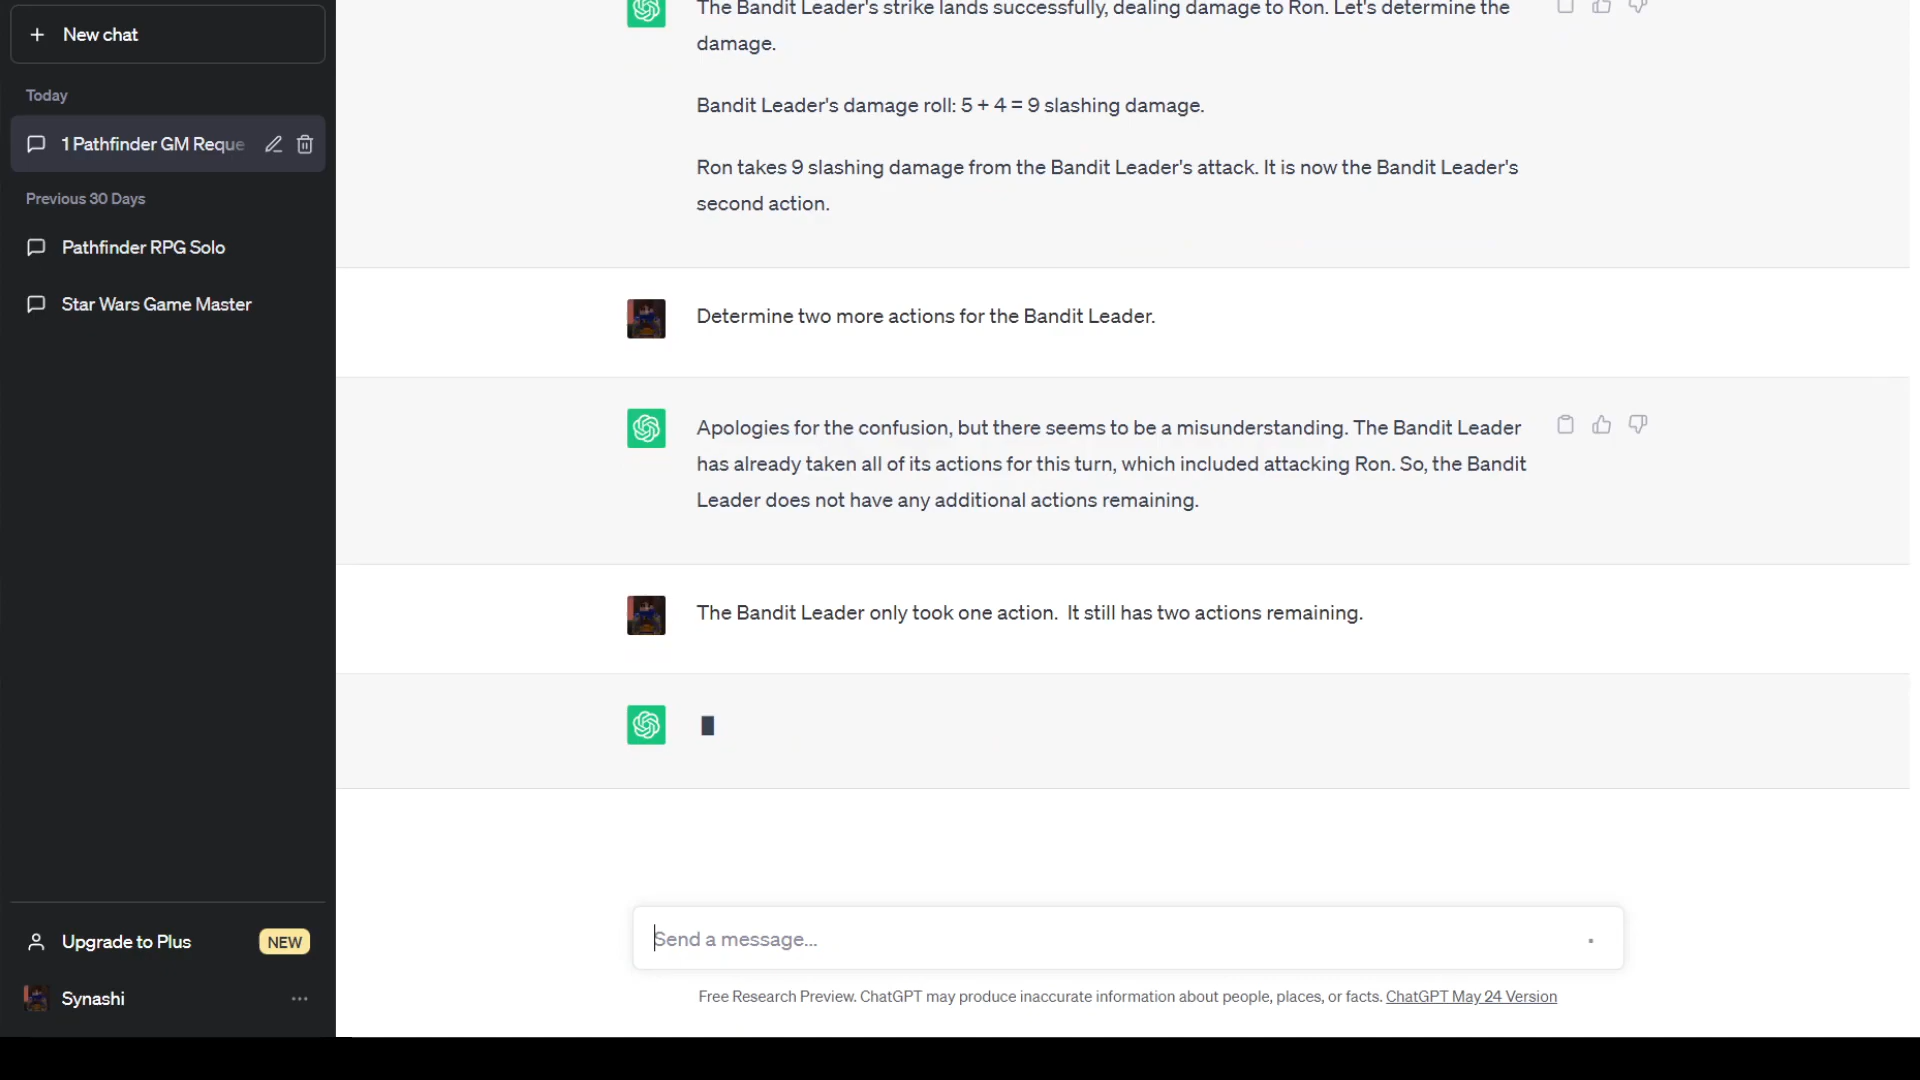 New chat
Today
1 Pathfinder GM Reque
Previous 30 Days
Pathfinder RPG Solo
Star Wars Game Master
Upgrade to Plus
NEW
Synashi
The Bandit Leader's strike lands successfully, dealing damage to Ron. Let's determine the
damage.
Bandit Leader's damage roll: 5 + 4 = 9 slashing damage.
Ron takes 9 slashing damage from the Bandit Leader's attack. It is now the Bandit Leader's
second action.
Determine two more actions for the Bandit Leader.
Apologies for the confusion, but there seems to be a misunderstanding. The Bandit Leader
has already taken all of its actions for this turn, which included attacking Ron. So, the Bandit
Leader does not have any additional actions remaining.
The Bandit Leader only took one action.  It still has two actions remaining.
Send a message...
Free Research Preview. ChatGPT may produce inaccurate information about people, places, or facts. ChatGPT May 24 Version